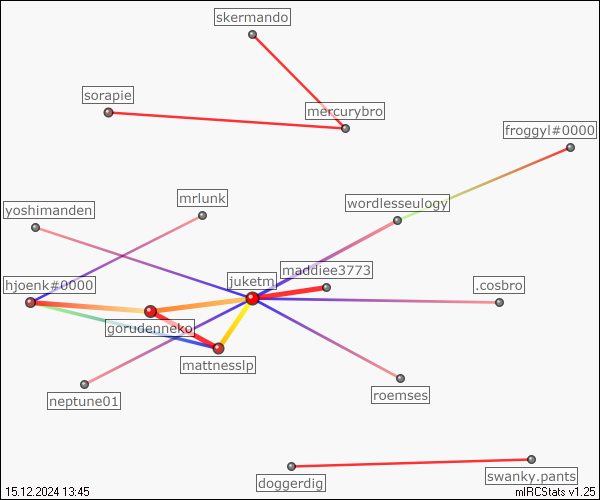 skermando
sorapie
mercurybro
froggyl#0000
mrlunk
wordlesseulogy
yoshimanden
maddiee3773
juketm
hjoenk#0000
.cosbro
gorudenneko
mattnesslp
roemses
neptune01
swanky.pants
doggerdig
15.12.2024 13:45
mIRCStats v1.25